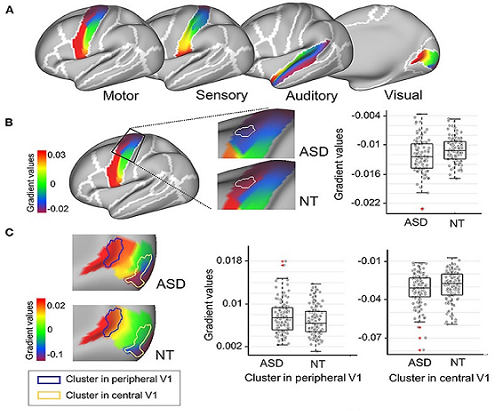 A
Motor
Sensory
Auditory
Visual
B
Gradient values
0.03
-0.02
ASD
NT
Gradient values
-0.004
-0.01
-0.016
-0.022
ASD
NT
C
Gradient values
0.02
-0.1
ASD
NT
Cluster in peripheral V1
Cluster in central V1
Gradient values
0.018
0.01
0.002
ASD
NT
Cluster in peripheral V1
-0.01
-0.04
-0.07
ASD
NT
Cluster in central V1